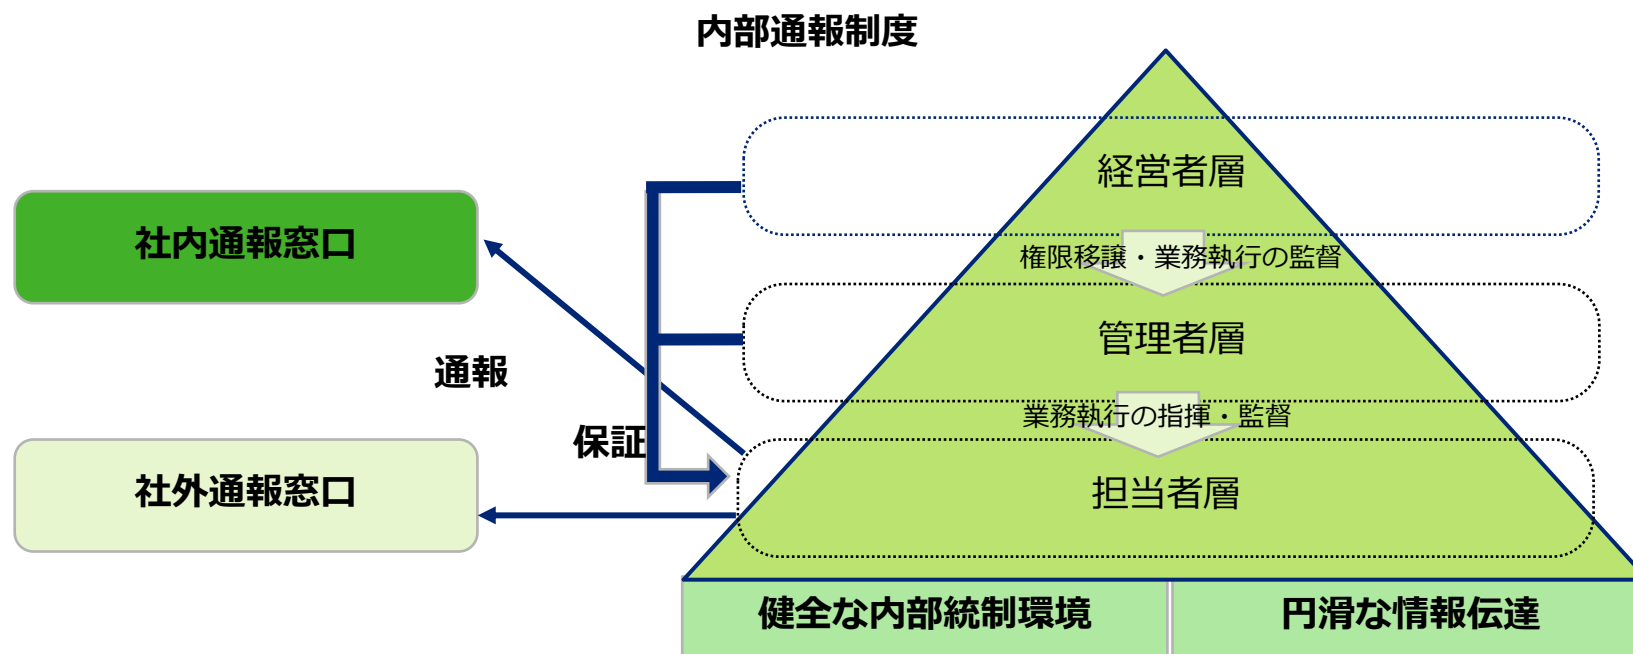 内部通報制度
経営者層
社内通報窓口
権限移譲・業務執行の監督
管理者層
通報
業務執行の指揮・監督
保証
社外通報窓口
担当者層
健全な内部統制環境
円滑な情報伝達